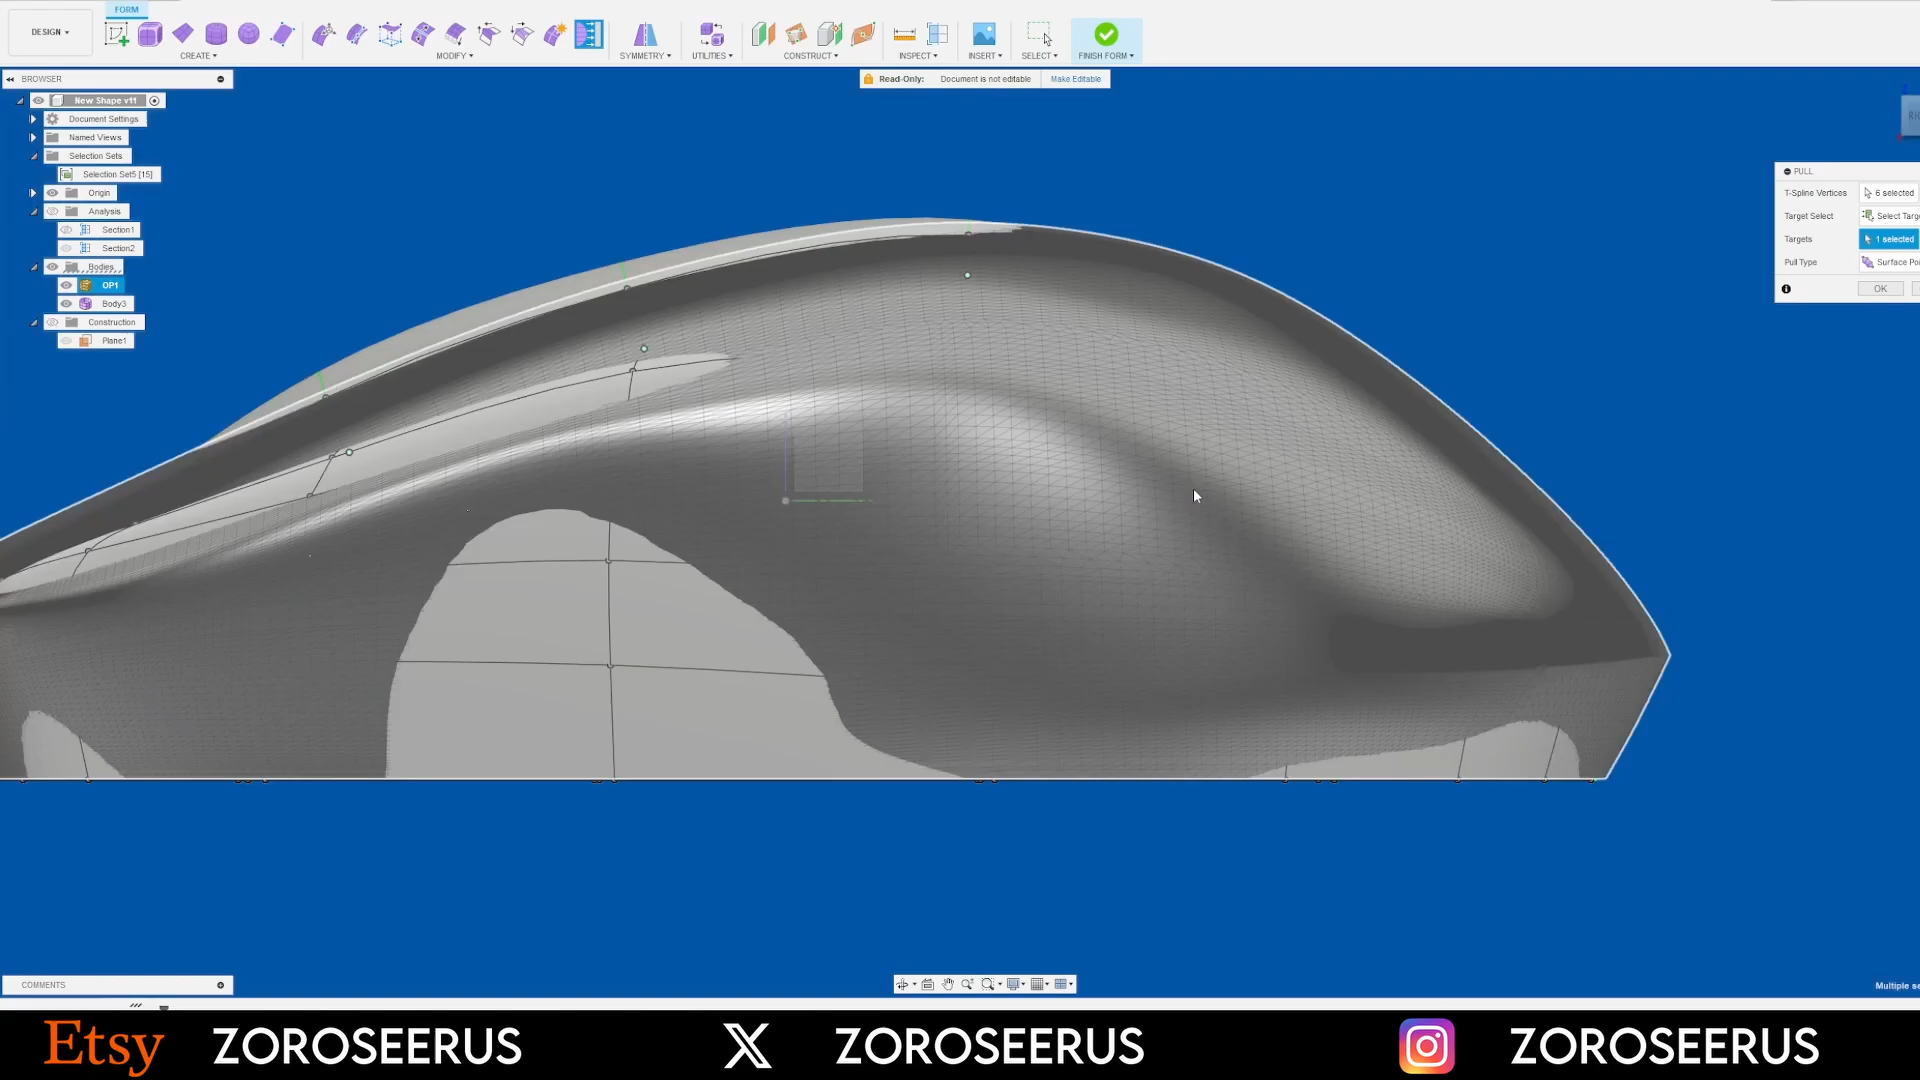 FORM
DESIGN
CREATE
MODIFY
SYMMETRY
UTILITIES
CONSTRUCT
INSPECT
INSERT
SELECT
FINISH FORM
BROWSER
Read-Only: Document is not editable Make Editable
New Shape v11
Document Settings
Named Views
Selection Sets
Selection Set5 [15]
Origin
Analysis
Section1
Section2
Bodies
OP1
Body3
Construction
Plane1
PULL
T-Spline Vertices 6 selected
Target Select Select Targ
Targets 1 selected
Pull Type Surface Poi
OK
COMMENTS
Multiple se
Etsy ZOROSEERUS X ZOROSEERUS ZOROSEERUS